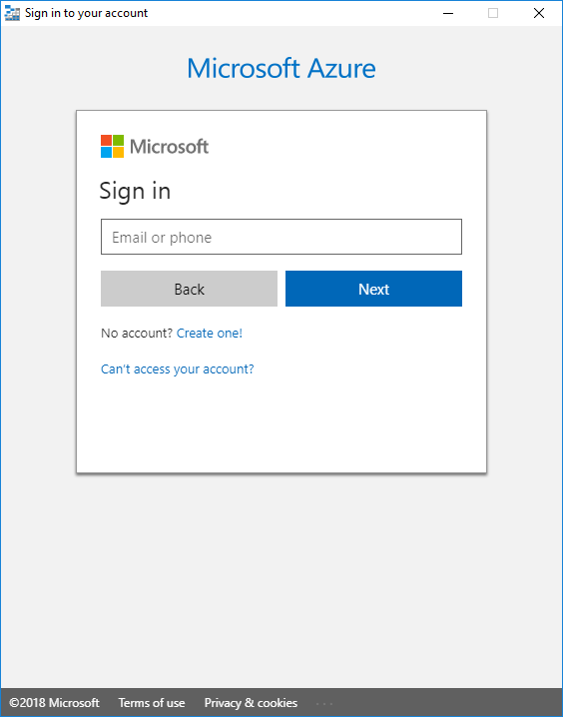 Sign in to your account
Microsoft Azure
Microsoft
Sign in
Email or phone
Back Next
No account? Create one!
Can't access your account?
©2018 Microsoft Terms of use Privacy & cookies ...